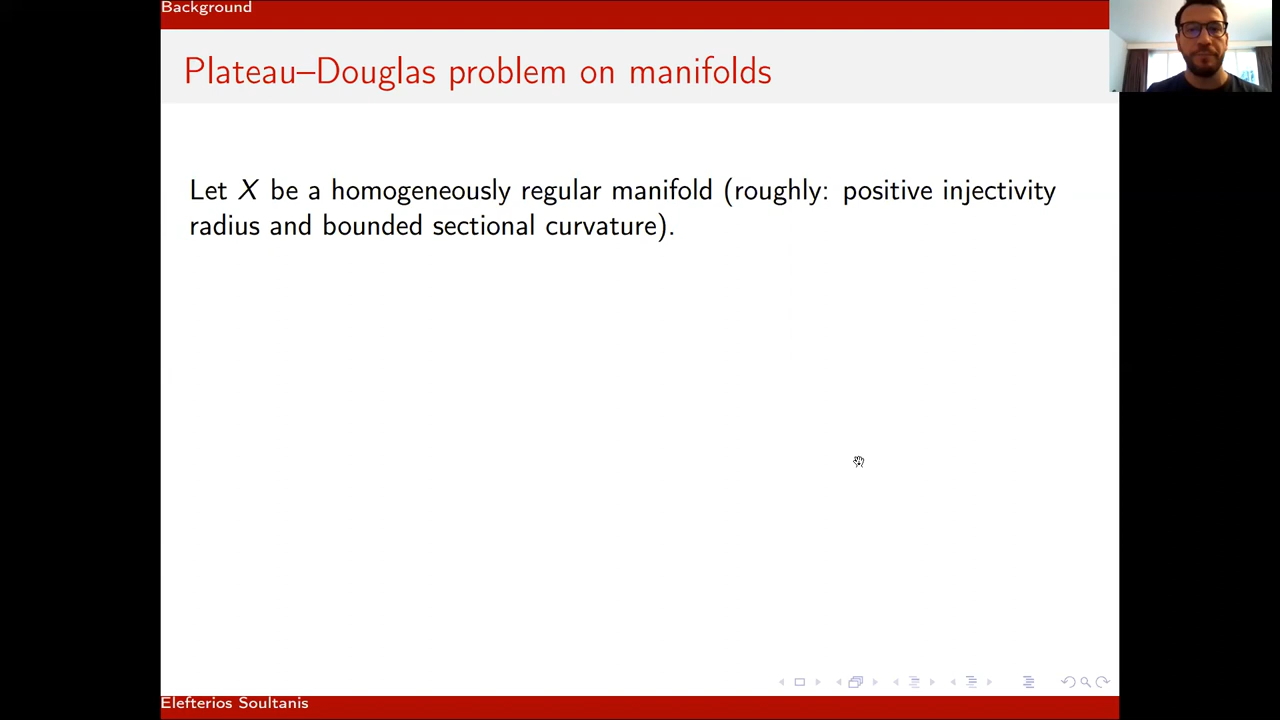 Background
Plateau–Douglas problem on manifolds
Let X be a homogeneously regular manifold (roughly: positive injectivity
radius and bounded sectional curvature).
Elefterios Soultanis